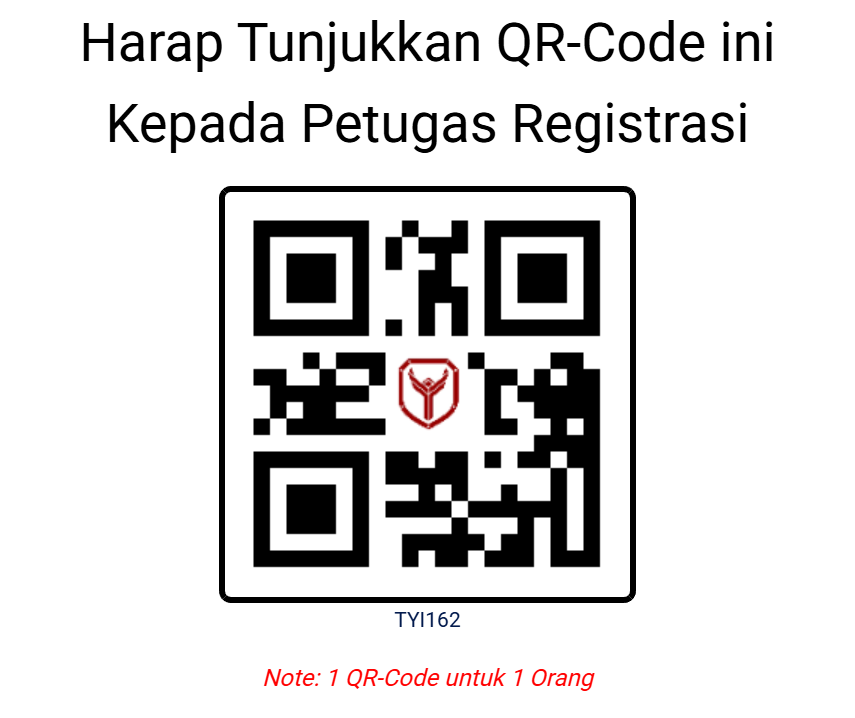 Harap Tunjukkan QR-Code ini
Kepada Petugas Registrasi
TYI162
Note: 1 QR-Code untuk 1 Orang